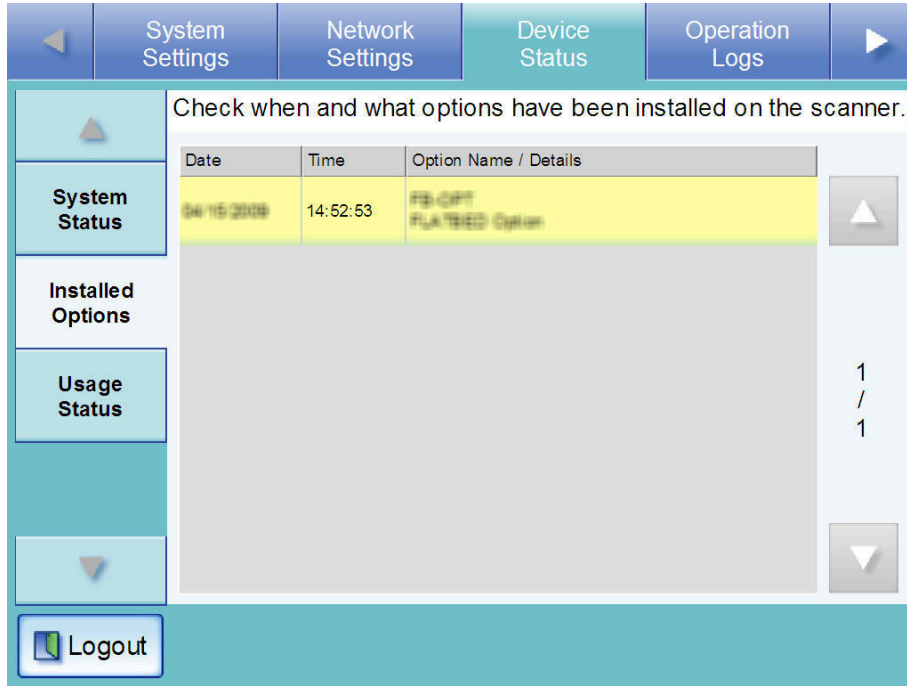 System
Settings
Network
Settings
Device
Status
Operation
Logs
Check when and what options have been installed on the scanner.
Date Time Option Name / Details
14:52:53
System
Status
Installed
Options
Usage
Status
1
/
1
Logout